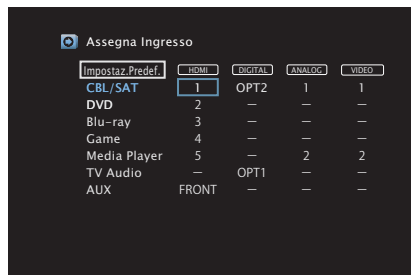 Assegna Ingresso
Impostaz.Predef. HDMI DIGITAL ANALOG VIDEO
CBL/SAT 1 OPT2 1 1
DVD 2 – – –
Blu-ray 3 – – –
Game 4 – – –
Media Player 5 – 2 2
TV Audio – OPT1 – –
AUX FRONT – – –